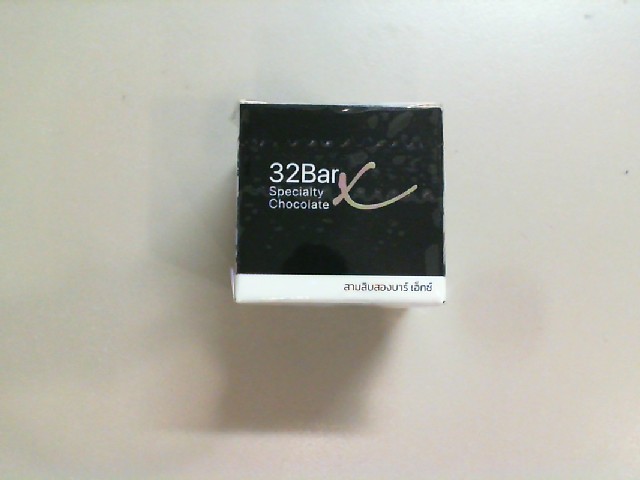 32Bar X
Specialty
Chocolate
สามสิบสองบาร์ เอ็กซ์